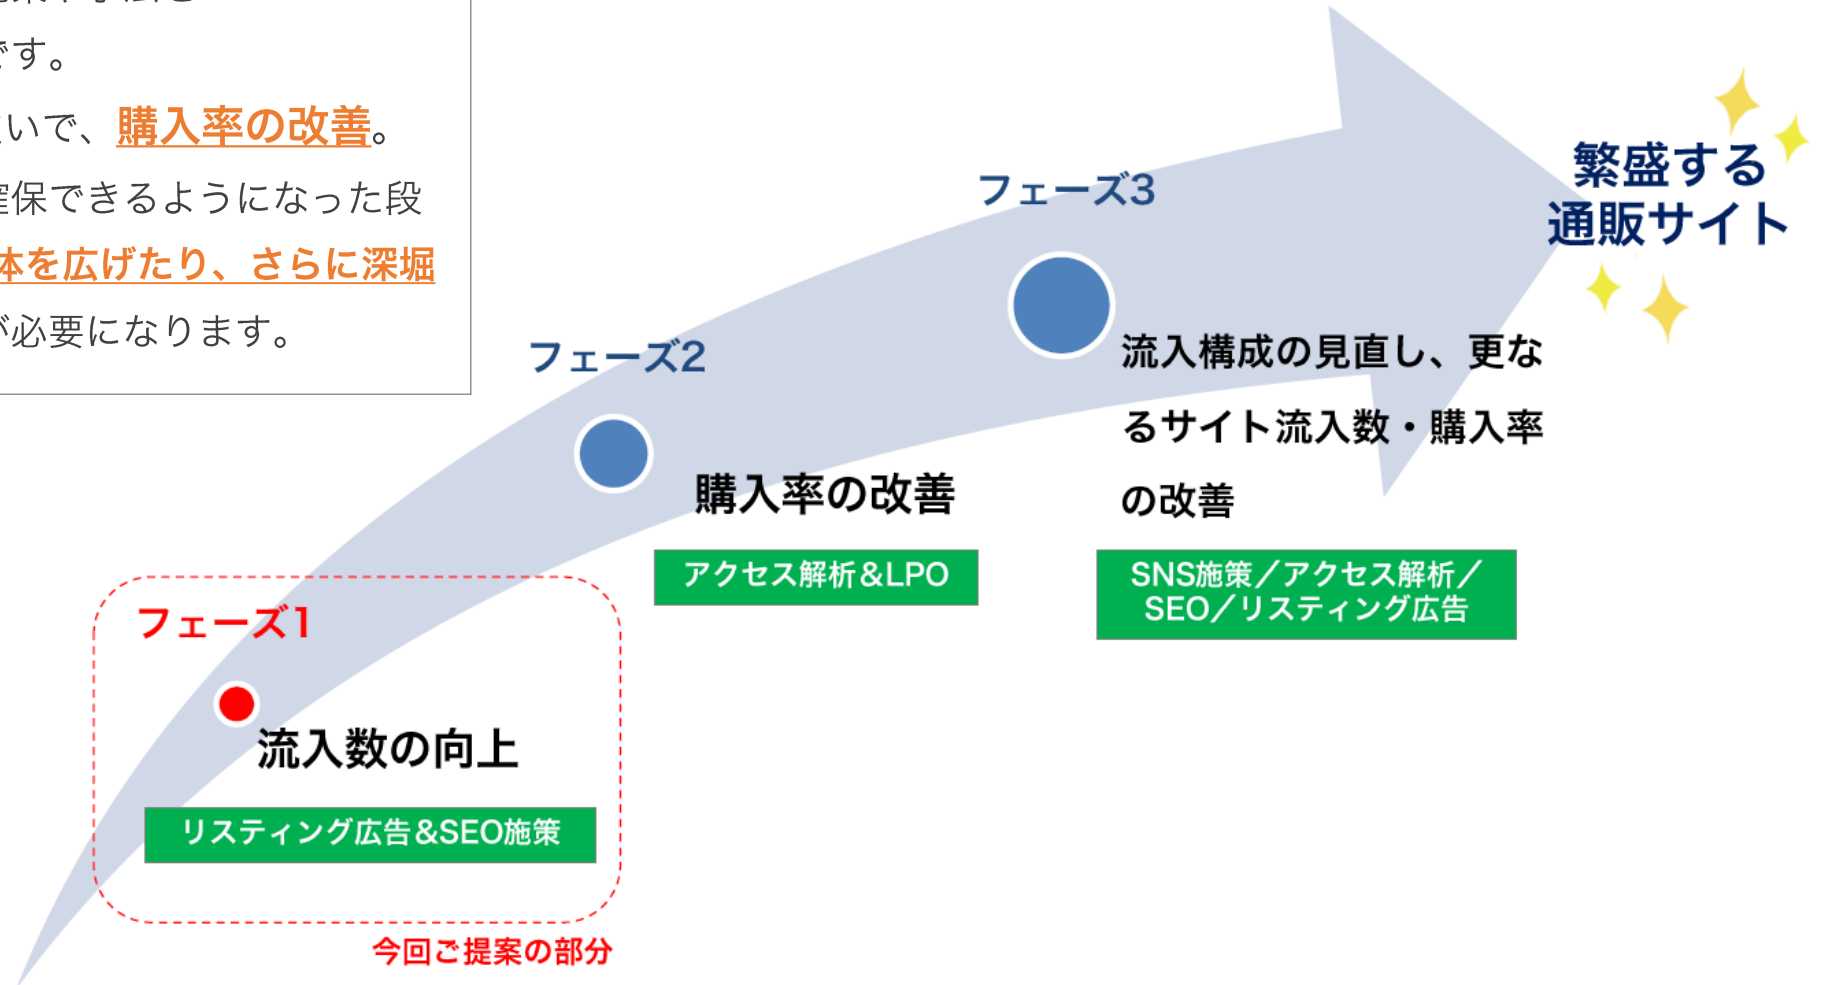 です。
いで、購入率の改善。
確保できるようになった段
体を広げたり、さらに深堀
が必要になります。
フェーズ3
繁盛する
通販サイト
流入構成の見直し、更な
るサイト流入数・購入率
の改善
SNS施策／アクセス解析／
SEO／リスティング広告
フェーズ2
購入率の改善
アクセス解析＆LPO
フェーズ1
流入数の向上
リスティング広告＆SEO施策
今回ご提案の部分